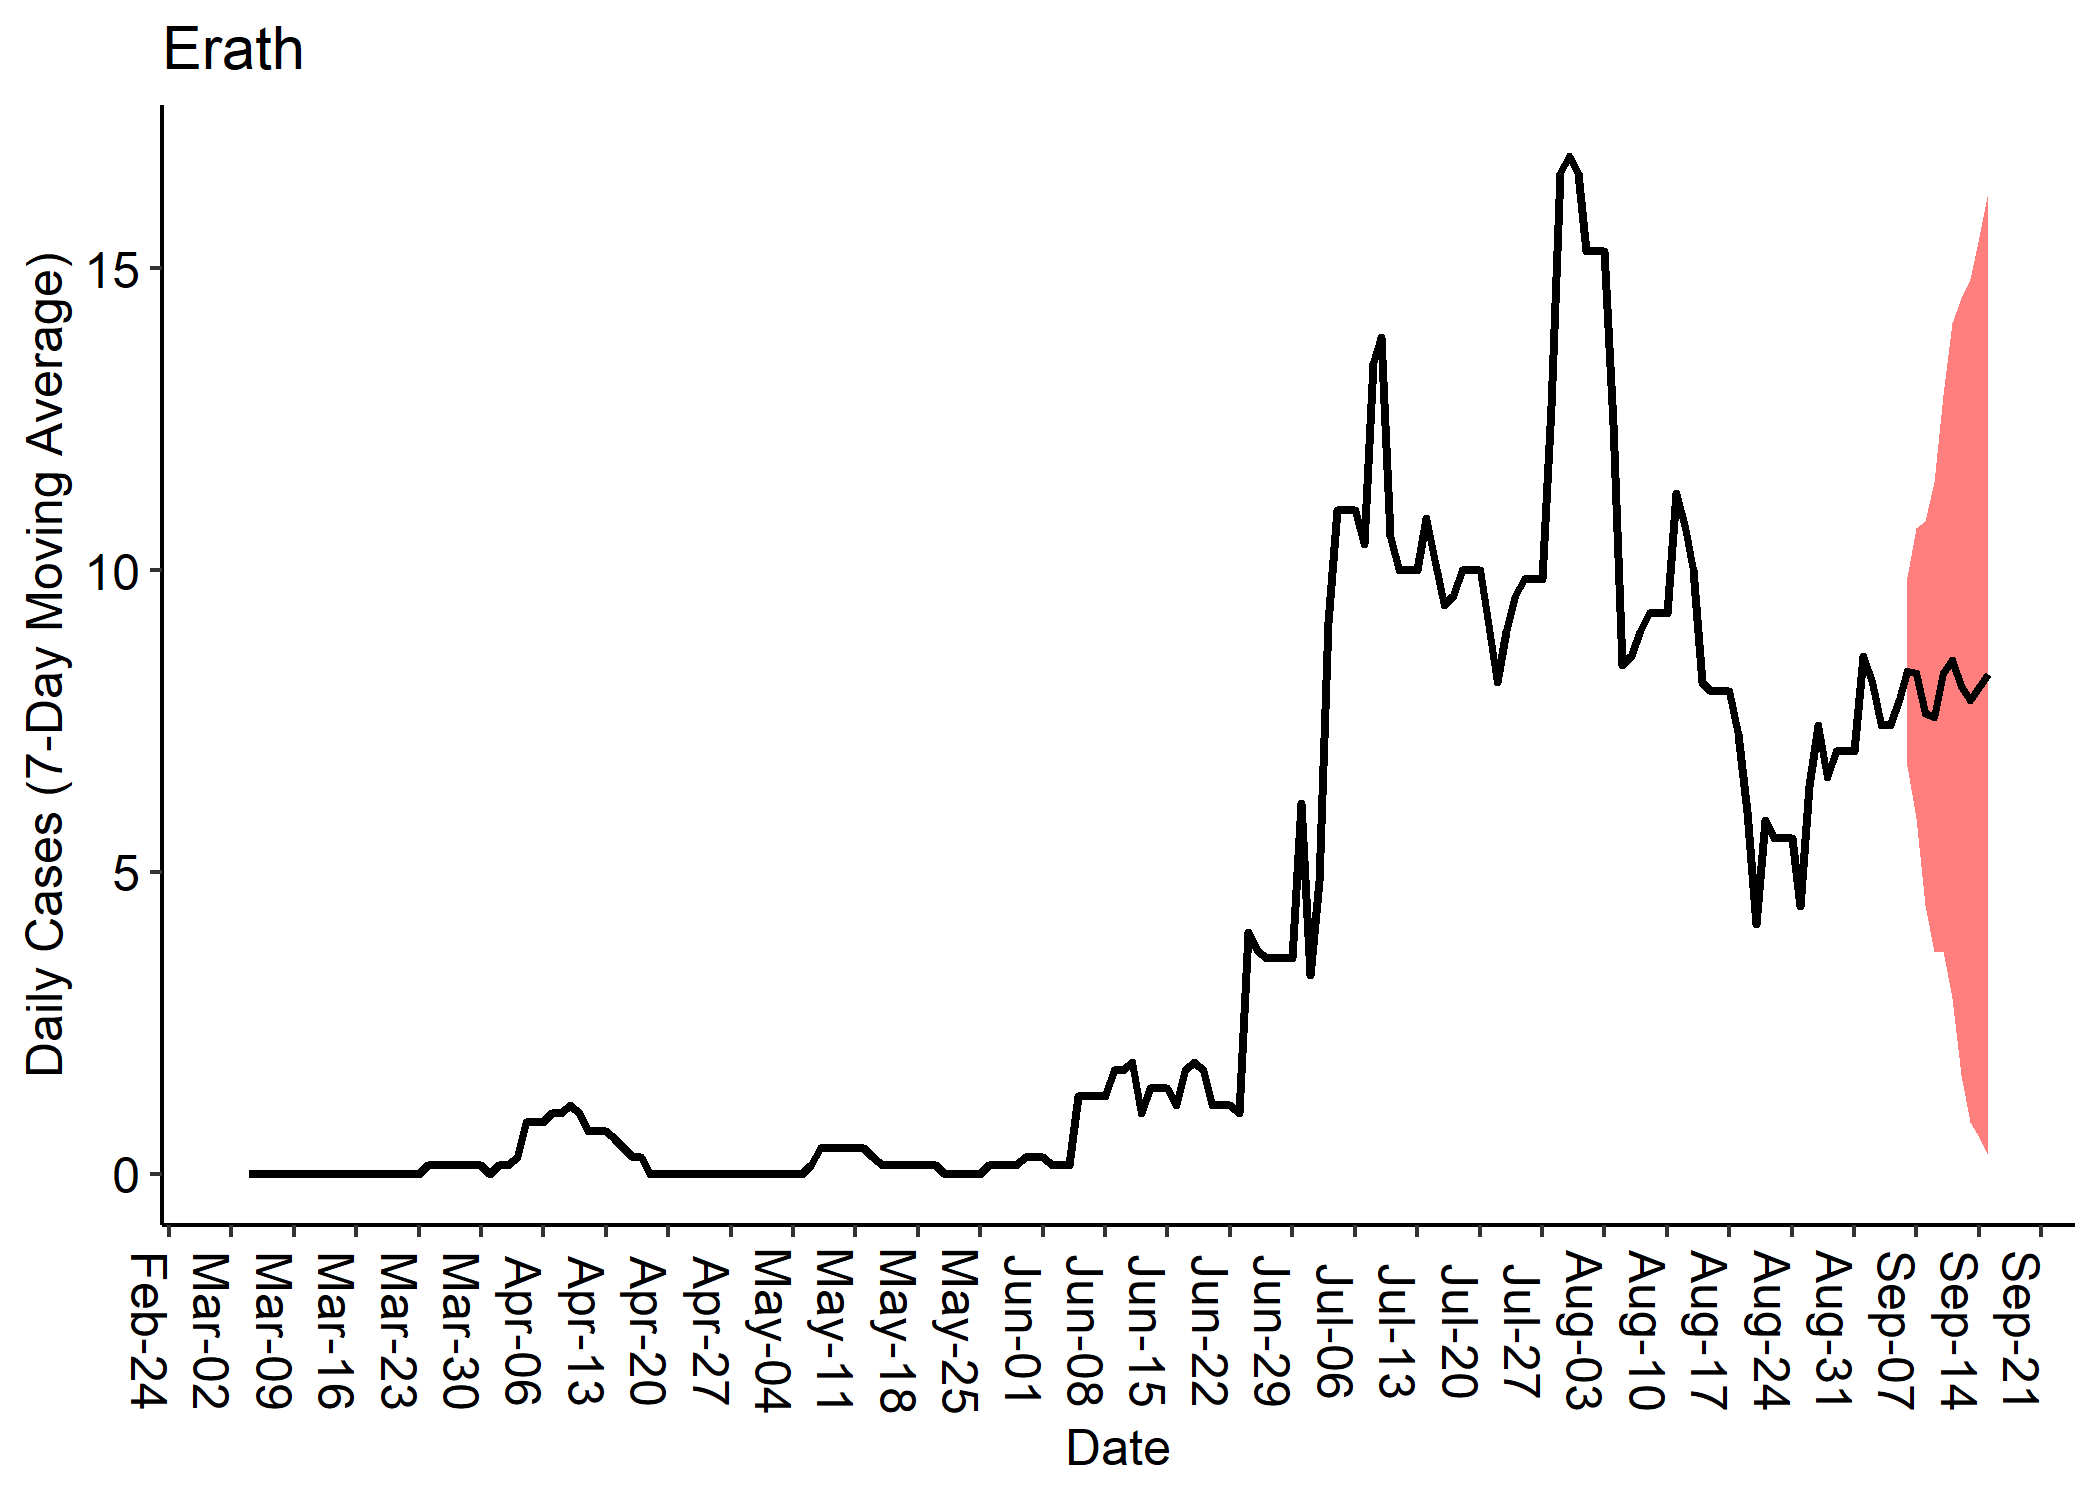 Erath
Daily Cases (7-Day Moving Average)
15
10
5
0
Feb-24
Mar-02
Mar-09
Mar-16
Mar-23
Mar-30
Apr-06
Apr-13
Apr-20
Apr-27
May-04
May-11
May-18
May-25
Jun-01
Jun-08
Jun-15
Jun-22
Jun-29
Jul-06
Jul-13
Jul-20
Jul-27
Aug-03
Aug-10
Aug-17
Aug-24
Aug-31
Sep-07
Sep-14
Sep-21
Date